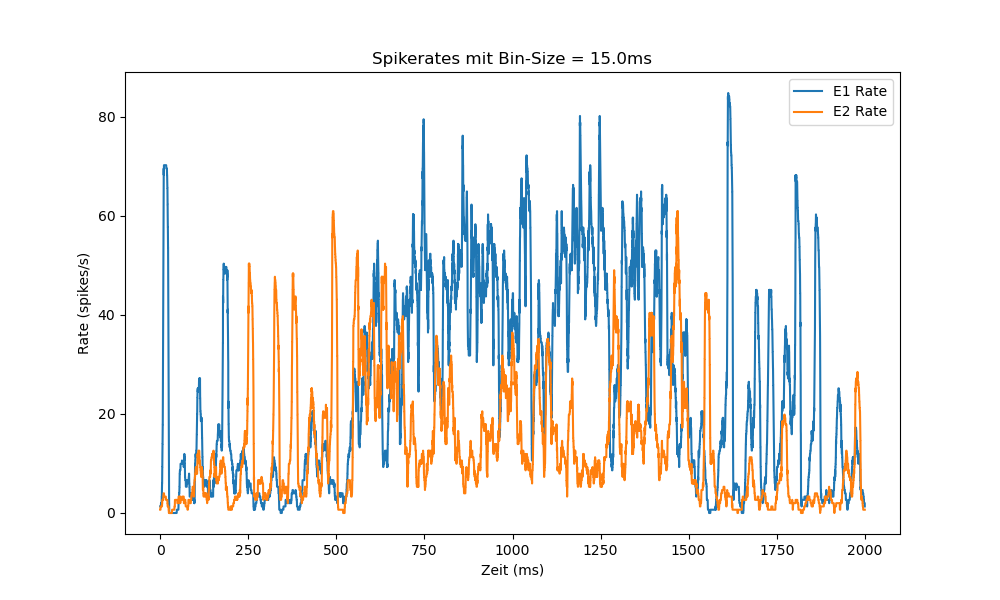 Spikerates mit Bin-Size = 15.0ms
E1 Rate
E2 Rate
Rate (spikes/s)
80
60
40
20
0
0 250 500 750 1000 1250 1500 1750 2000
Zeit (ms)